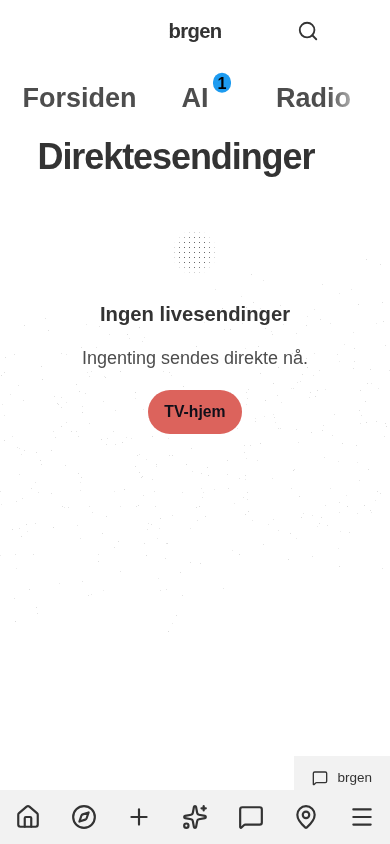 brgen
Forsiden AI 1 Radio
Direktesendinger
Ingen livesendinger
Ingenting sendes direkte nå.
TV-hjem
brgen